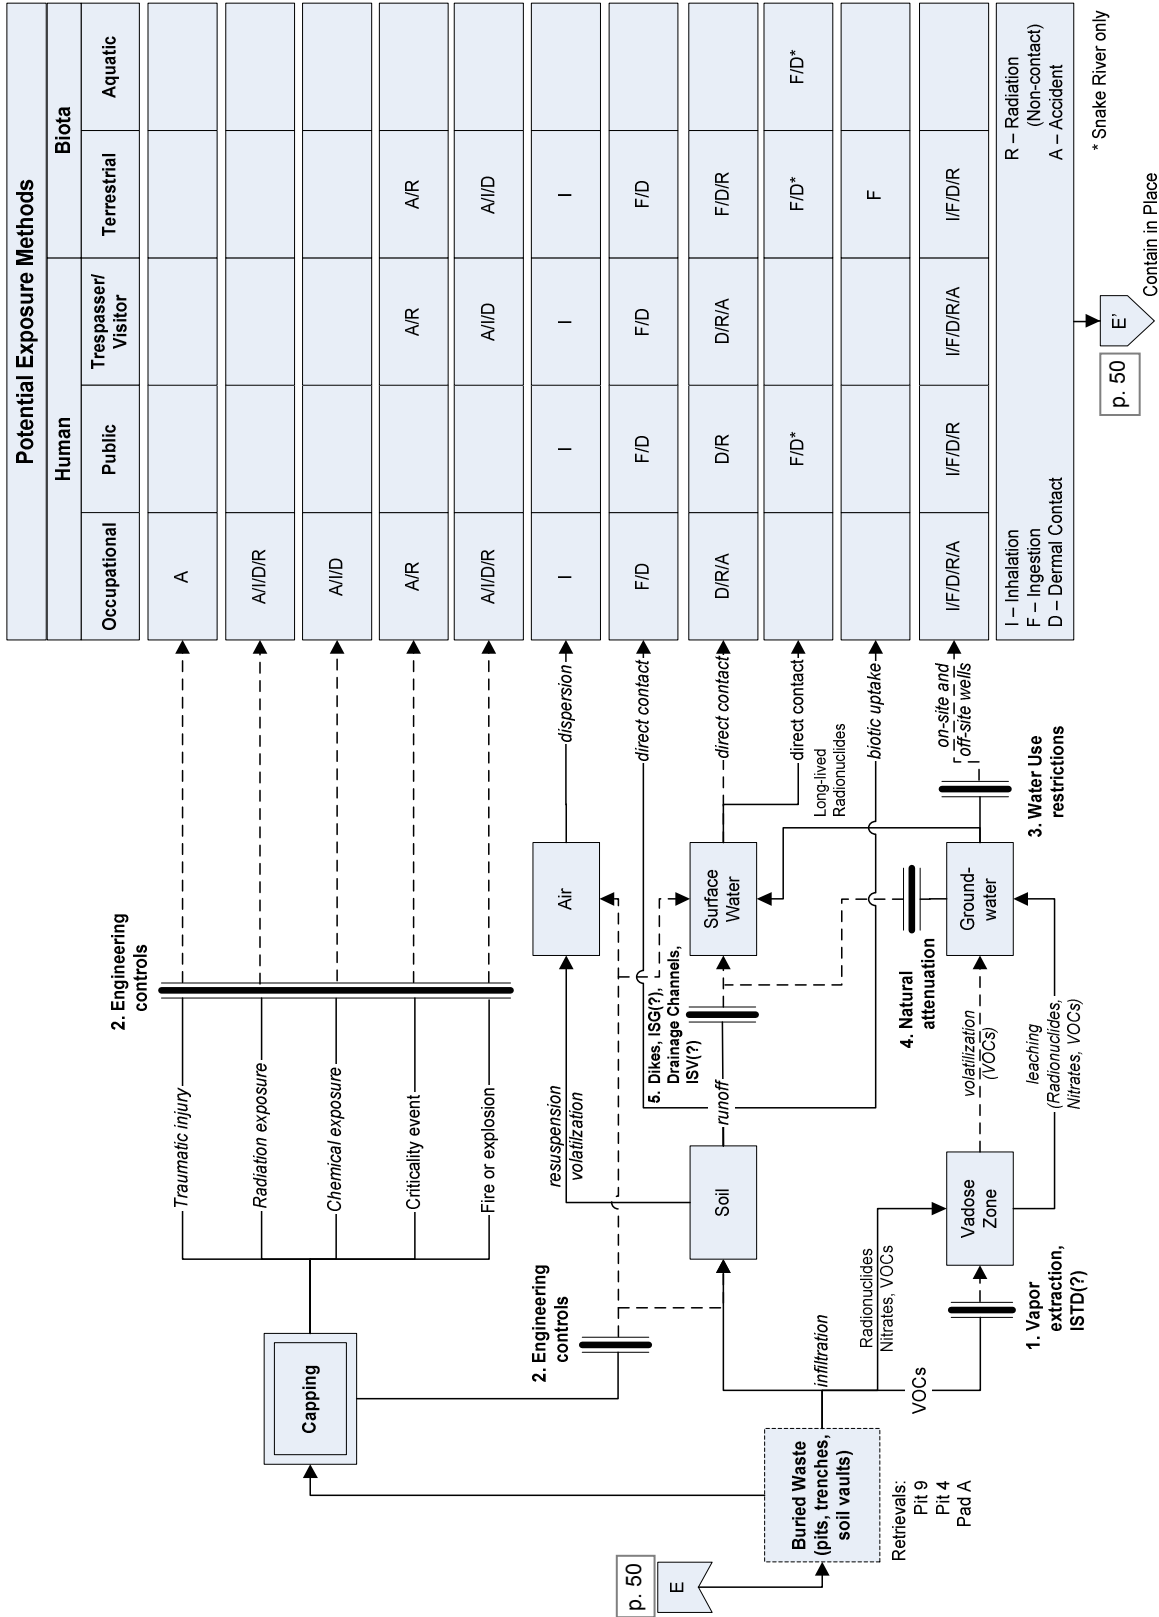 Potential Exposure Methods
Human
Biota
Occupational
Public
Trespasser/
Visitor
Terrestrial
Aquatic
p. 50
E
Buried Waste
(pits, trenches,
soil vaults)
Retrievals:
Pit 9
Pit 4
Pad A
Capping
Traumatic injury
Radiation exposure
Chemical exposure
Criticality event
Fire or explosion
2. Engineering
controls
2. Engineering
controls
infiltration
Radionuclides
Nitrates, VOCs
VOCs
1. Vapor
extraction,
ISTD(?)
Soil
Vadose
Zone
resuspension
volatilzation
runoff
5. Dikes, ISG(?),
Drainage Channels,
ISV(?)
volatilization
(VOCs)
leaching
(Radionuclides,
Nitrates, VOCs)
4. Natural
attenuation
Air
Surface
Water
Ground-
water
3. Water Use
restrictions
dispersion
direct contact
direct contact
direct contact
Long-lived
Radionuclides
biotic uptake
on-site and
off-site wells
A
A/I/D/R
A/I/D
A/R
A/R
A/R
A/I/D/R
A/I/D
A/I/D
I
I
I
I
F/D
F/D
F/D
F/D
D/R/A
D/R
D/R/A
F/D/R
F/D*
F/D*
F/D*
F
I/F/D/R/A
I/F/D/R
I/F/D/R/A
I/F/D/R
I – Inhalation
F – Ingestion
D – Dermal Contact
R – Radiation
(Non-contact)
A – Accident
* Snake River only
p. 50
E'
Contain in Place